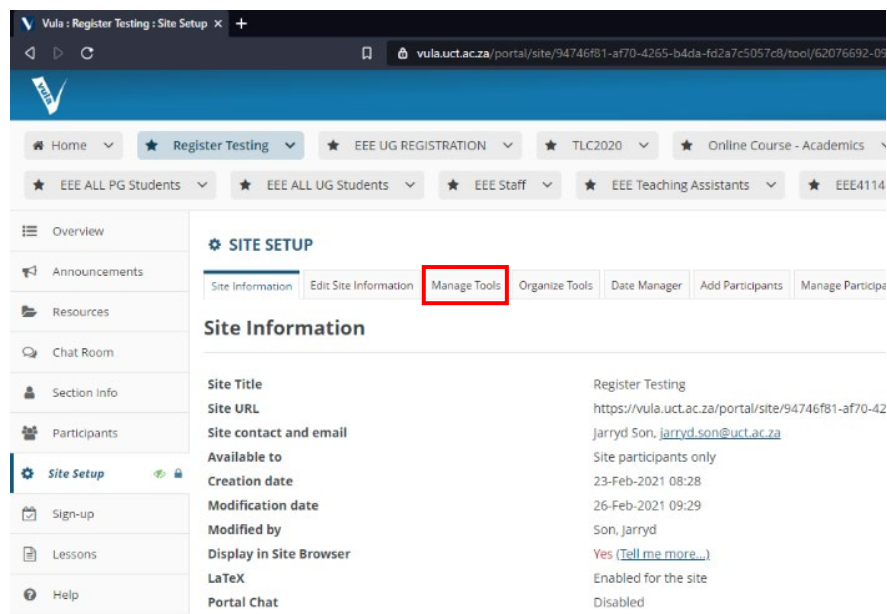 Vula : Register Testing : Site Setup
vula.uct.ac.za/portal/site/94746f81-af70-4265-b4da-fd2a7c5057c8/tool/62076692-09
vula
Home Register Testing EEE UG REGISTRATION TLC2020 Online Course - Academics
EEE ALL PG Students EEE ALL UG Students EEE Staff EEE Teaching Assistants EEE4114
Overview
Announcements
Resources
Chat Room
Section Info
Participants
Site Setup
Sign-up
Lessons
Help
SITE SETUP
Site Information Edit Site Information Manage Tools Organize Tools Date Manager Add Participants Manage Participa
Site Information
Site Title Register Testing
Site URL https://vula.uct.ac.za/portal/site/94746f81-af70-42
Site contact and email Jarryd Son, jarryd.son@uct.ac.za
Available to Site participants only
Creation date 23-Feb-2021 08:28
Modification date 26-Feb-2021 09:29
Modified by Son, Jarryd
Display in Site Browser Yes (Tell me more...)
LaTeX Enabled for the site
Portal Chat Disabled